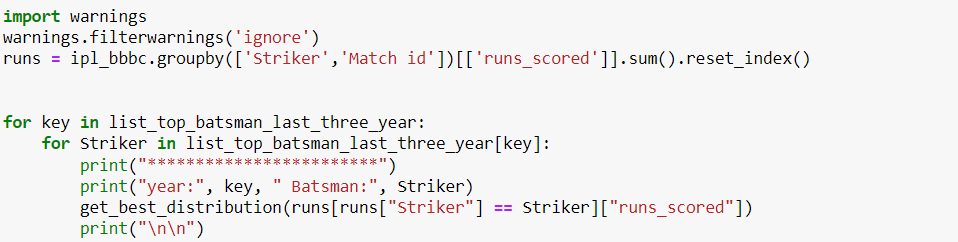 import warnings
warnings.filterwarnings('ignore')
runs = ipl_bbbc.groupby(['Striker','Match id'])[['runs_scored']].sum().reset_index()
for key in list_top_batsman_last_three_year:
    for Striker in list_top_batsman_last_three_year[key]:
        print("************************")
        print("year:", key, " Batsman:", Striker)
        get_best_distribution(runs[runs["Striker"] == Striker]["runs_scored"])
        print("\n\n")